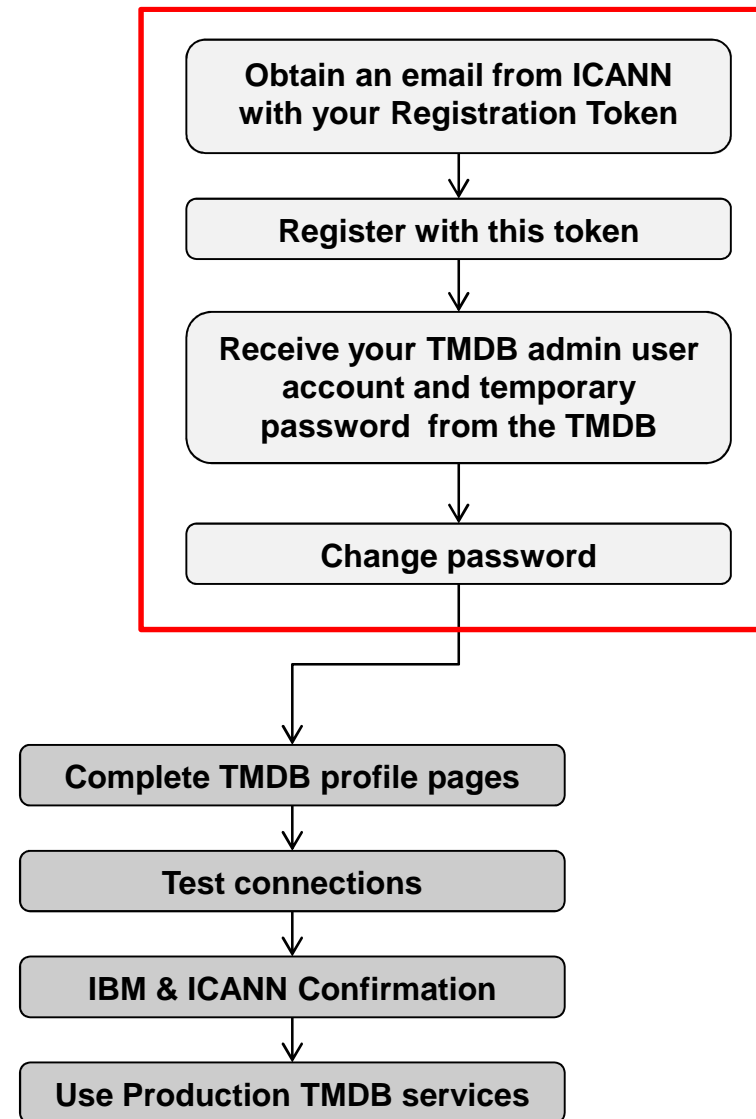 Obtain an email from ICANN
with your Registration Token
Register with this token
Receive your TMDB admin user
account and temporary
password  from the TMDB
Change password
Complete TMDB profile pages
Test connections
IBM & ICANN Confirmation
Use Production TMDB services